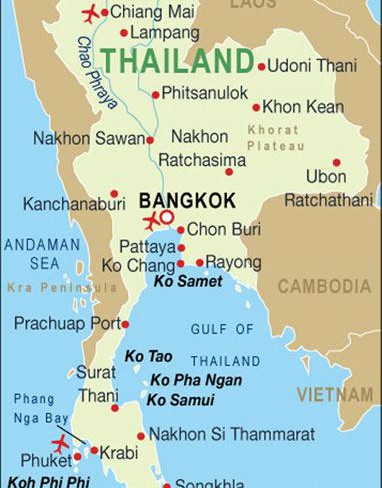 LAOS
Chiang Mai
Lampang
Chao Phraya
THAILAND
Udoni Thani
Phitsanulok
Khon Kean
Nakhon Sawan
Nakhon
Ratchasima
Khorat
Plateau
Ubon
Ratchathani
Kanchanaburi
BANGKOK
Chon Buri
Pattaya
Ko Chang
Rayong
Ko Samet
ANDAMAN
SEA
Kra Peninsula
CAMBODIA
Prachuap Port
GULF OF
THAILAND
Ko Tao
Ko Pha Ngan
Ko Samui
Surat
Thani
VIETNAM
Phang
Nga Bay
Nakhon Si Thammarat
Krabi
Phuket
Koh Phi Phi
Songkhla